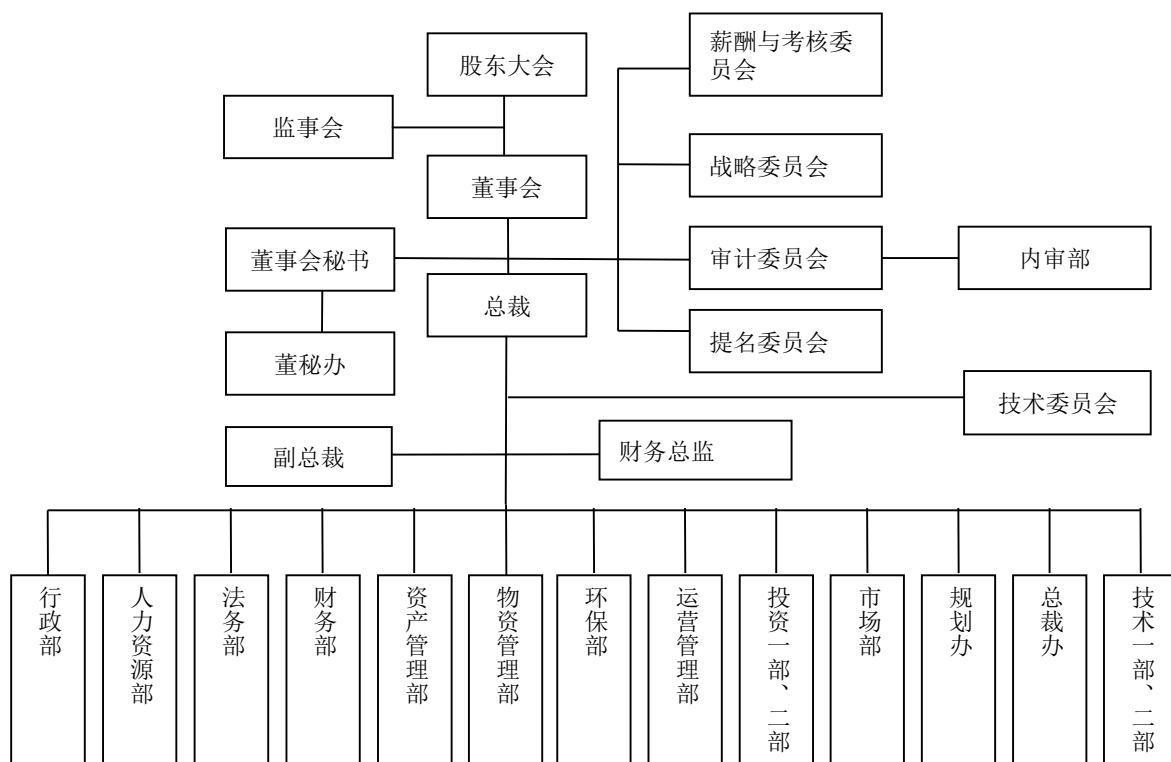 股东大会
薪酬与考核委
员会
监事会
战略委员会
董事会
董事会秘书
审计委员会
内审部
总裁
提名委员会
董秘办
技术委员会
副总裁
财务总监
行政部
人力资源部
法务部
财务部
资产管理部
物资管理部
环保部
运营管理部
投资一部、二部
市场部
规划办
总裁办
技术一部、二部